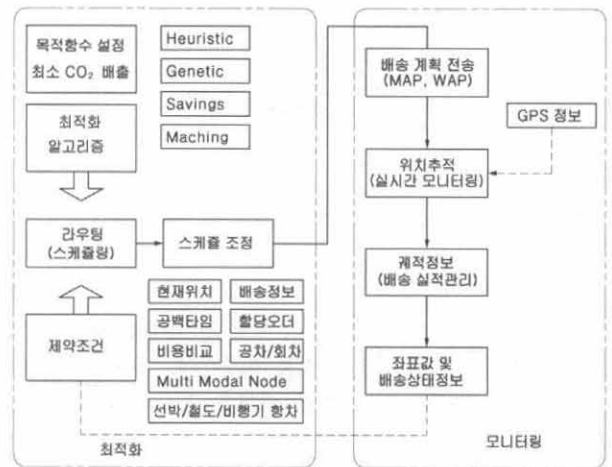 목적함수 설정
최소 CO₂ 배출
Heuristic
Genetic
Savings
Maching
최적화
알고리즘
라우팅
(스케쥴링)
스케쥴 조정
제약조건
현재위치
배송정보
공백타임
할당오더
비용비교
공차/회차
Multi Modal Node
선박/철도/비행기 항차
최적화
배송 계획 전송
(MAP, WAP)
GPS 정보
위치추적
(실시간 모니터링)
궤적정보
(배송 실적관리)
좌표값 및
배송상태정보
모니터링